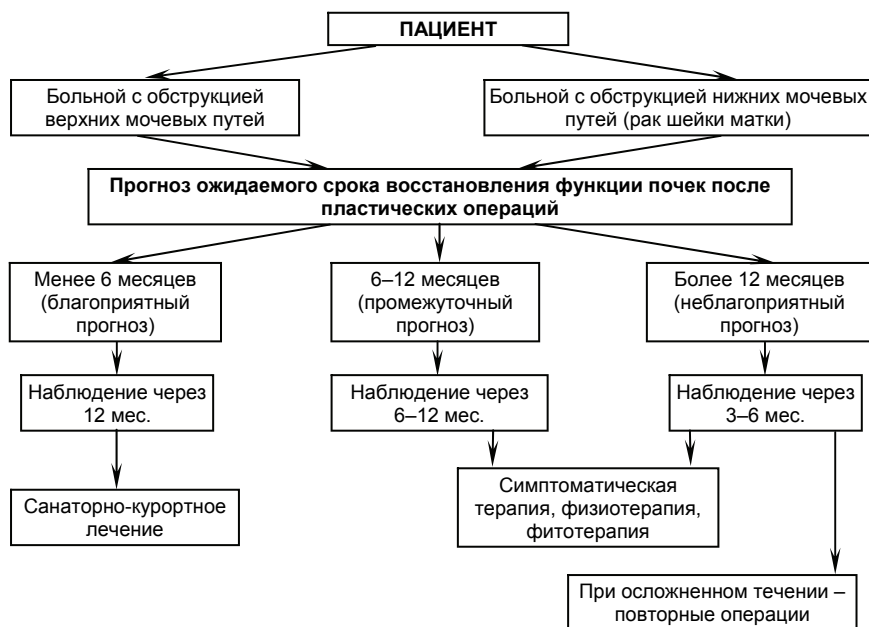 ПАЦИЕНТ
Больной с обструкцией
верхних мочевых путей
Больной с обструкцией нижних мочевых
путей (рак шейки матки)
Прогноз ожидаемого срока восстановления функции почек после
пластических операций
Менее 6 месяцев
(благоприятный
прогноз)
6–12 месяцев
(промежуточный
прогноз)
Более 12 месяцев
(неблагоприятный
прогноз)
Наблюдение через
12 мес.
Наблюдение через
6–12 мес.
Наблюдение через
3–6 мес.
Санаторно-курортное
лечение
Симптоматическая
терапия, физиотерапия,
фитотерапия
При осложненном течении –
повторные операции